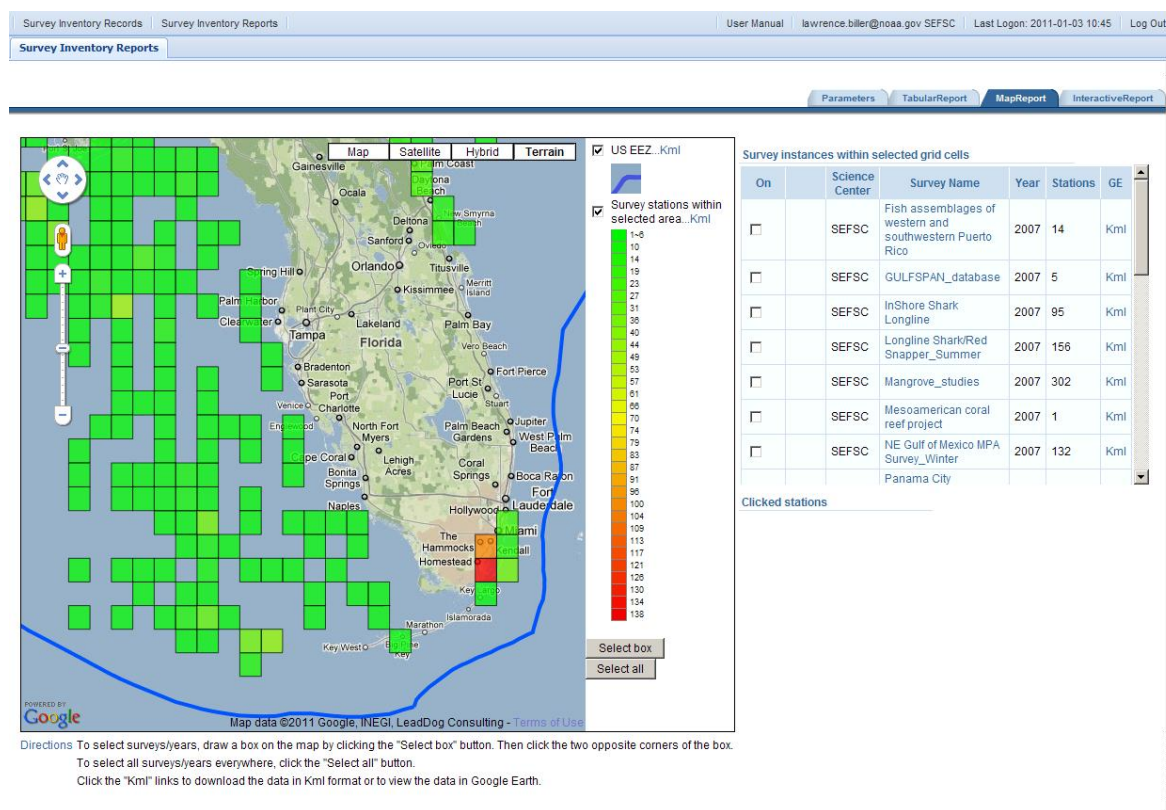 Survey Inventory Records Survey Inventory Reports User Manual lawrence.biller@noaa.gov SEFSC Last Logon: 2011-01-03 10:45 Log Out
Survey Inventory Reports
Parameters TabularReport MapReport InteractiveReport
Map Satellite Hybrid Terrain
Gainesville
Palm Coast
Daytona
Beach
Ocala
New Smyrna
Beach
Deltona
Sanford
Oviedo
Spring Hill
Orlando
Titusville
Kissimmee
Merritt
Island
Palm Harbor
Plant City
Clearwater
Tampa
Lakeland
Palm Bay
Florida
Vero Beach
Bradenton
Fort Pierce
Sarasota
Port St
Lucie
Port
Charlotte
Venice
Stuart
Englewood
North Fort
Myers
Palm Beach
Gardens
Jupiter
West Palm
Beach
Cape Coral
Lehigh
Acres
Bonita
Springs
Coral
Springs
Boca Raton
Naples
Fort
Lauderdale
Hollywood
Miami
The
Hammocks
Kendall
Homestead
Key Largo
Islamorada
Marathon
Key West
Big Pine
Key
POWERED BY
Google
Map data ©2011 Google, INEGI, LeadDog Consulting - Terms of Use
US EEZ...Kml
Survey stations within
selected area...Kml
1~6
10
14
19
23
27
31
36
40
44
49
53
57
61
66
70
74
79
83
87
91
96
100
104
109
113
117
121
126
130
134
138
Select box
Select all
Survey instances within selected grid cells
On Science Center Survey Name Year Stations GE
SEFSC Fish assemblages of western and southwestern Puerto Rico 2007 14 Kml
SEFSC GULFSPAN_database 2007 5 Kml
SEFSC InShore Shark Longline 2007 95 Kml
SEFSC Longline Shark/Red Snapper_Summer 2007 156 Kml
SEFSC Mangrove_studies 2007 302 Kml
SEFSC Mesoamerican coral reef project 2007 1 Kml
SEFSC NE Gulf of Mexico MPA Survey_Winter 2007 132 Kml
Panama City
Clicked stations
Directions To select surveys/years, draw a box on the map by clicking the "Select box" button. Then click the two opposite corners of the box.
To select all surveys/years everywhere, click the "Select all" button.
Click the "Kml" links to download the data in Kml format or to view the data in Google Earth.